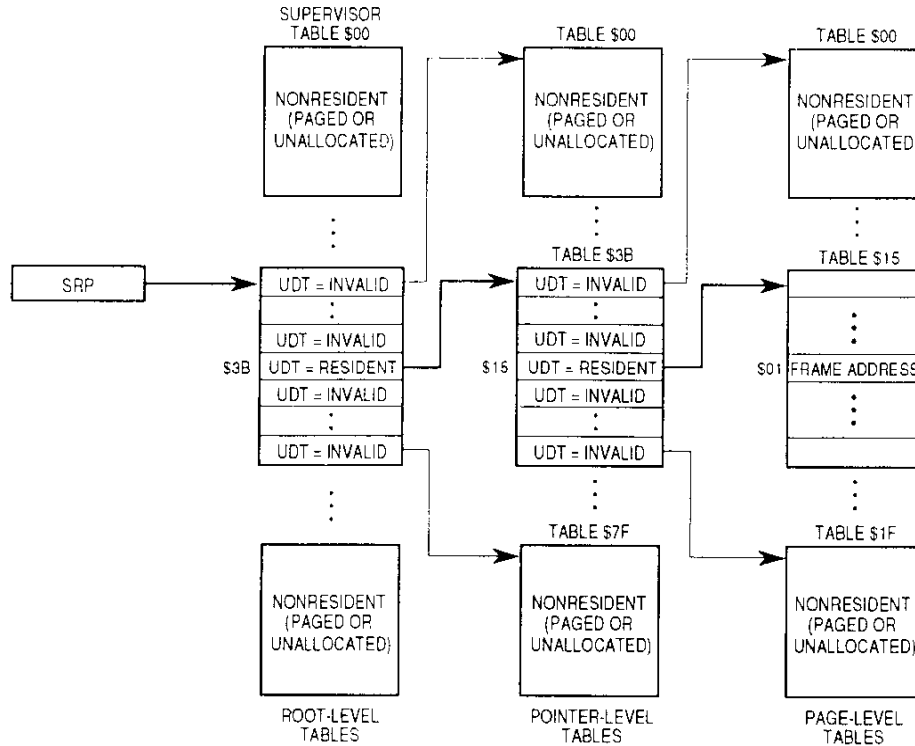 SUPERVISOR
TABLE $00
NONRESIDENT
(PAGED OR
UNALLOCATED)
SRP
UDT = INVALID
UDT = INVALID
$3B
UDT = RESIDENT
UDT = INVALID
UDT = INVALID
NONRESIDENT
(PAGED OR
UNALLOCATED)
ROOT-LEVEL
TABLES
TABLE $00
NONRESIDENT
(PAGED OR
UNALLOCATED)
TABLE $3B
UDT = INVALID
UDT = INVALID
$15
UDT = RESIDENT
UDT = INVALID
UDT = INVALID
TABLE $7F
NONRESIDENT
(PAGED OR
UNALLOCATED)
POINTER-LEVEL
TABLES
TABLE $00
NONRESIDENT
(PAGED OR
UNALLOCATED)
TABLE $15
$01
FRAME ADDRESS
TABLE $1F
NONRESIDENT
(PAGED OR
UNALLOCATED)
PAGE-LEVEL
TABLES